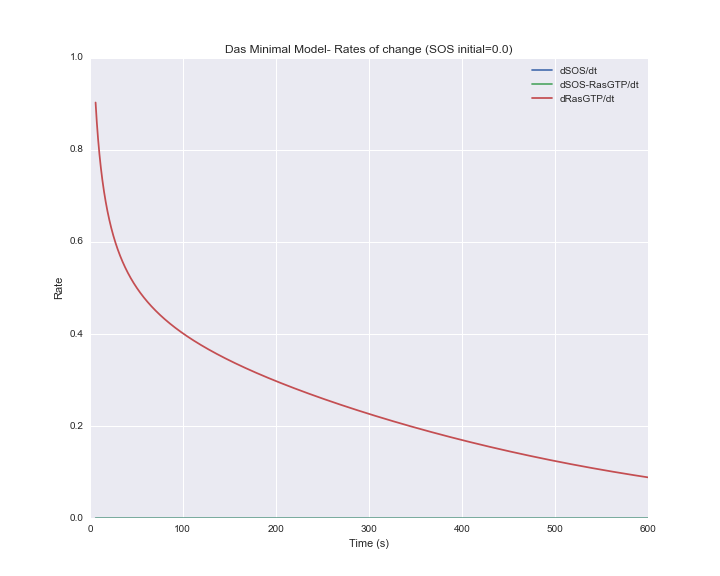 Das Minimal Model- Rates of change (SOS initial=0.0)
dSOS/dt
dSOS-RasGTP/dt
dRasGTP/dt
1.0
0.8
0.6
0.4
0.2
0.0
Rate
0 100 200 300 400 500 600
Time (s)